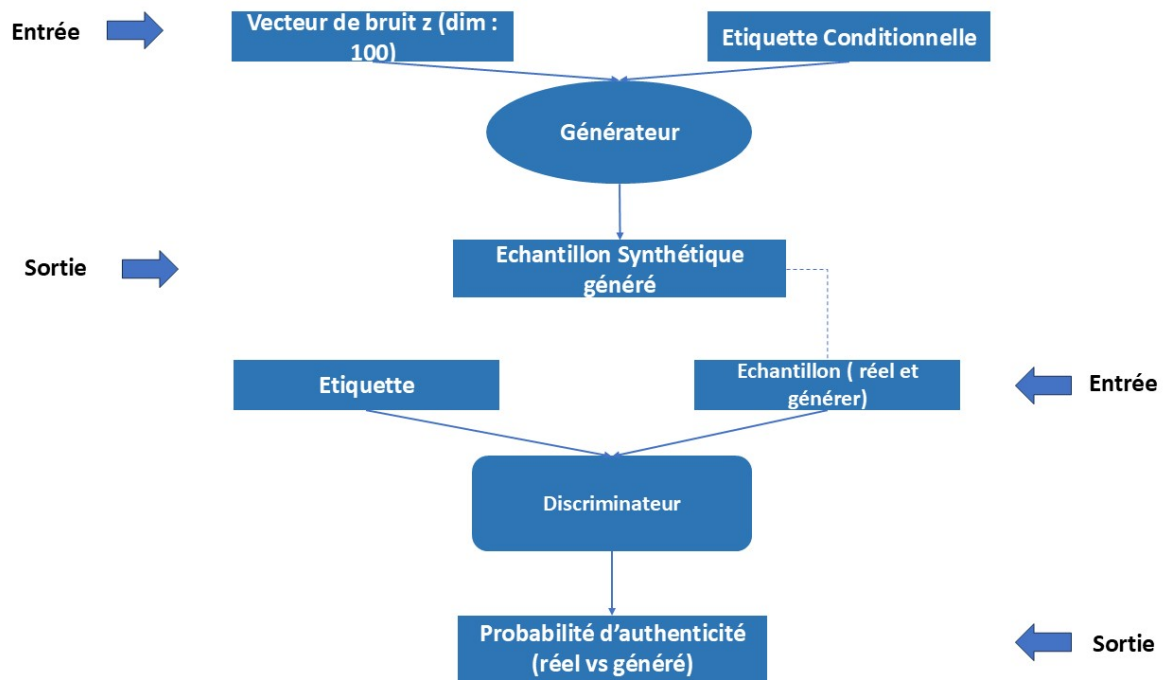 Entrée
Vecteur de bruit z (dim :
100)
Etiquette Conditionnelle
Générateur
Sortie
Echantillon Synthétique
généré
Etiquette
Echantillon ( réel et
générer)
Entrée
Discriminateur
Probabilité d’authenticité
(réel vs généré)
Sortie